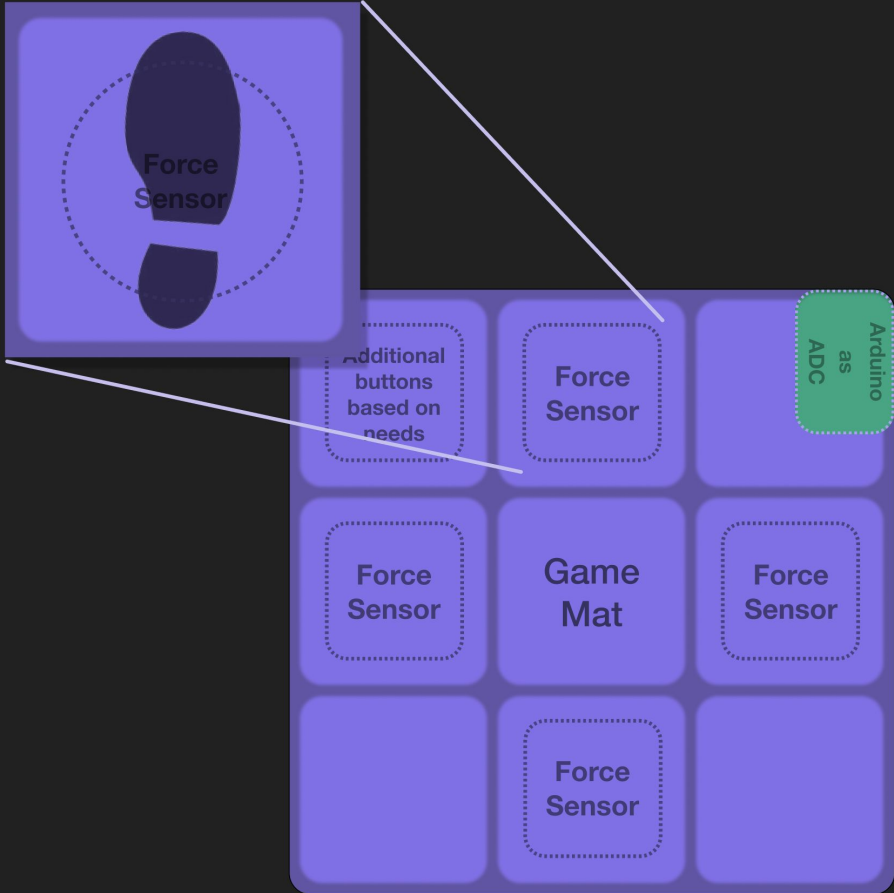 Force
Sensor
Additional
buttons
based on
needs
Force
Sensor
Arduino
as
ADC
Force
Sensor
Game
Mat
Force
Sensor
Force
Sensor